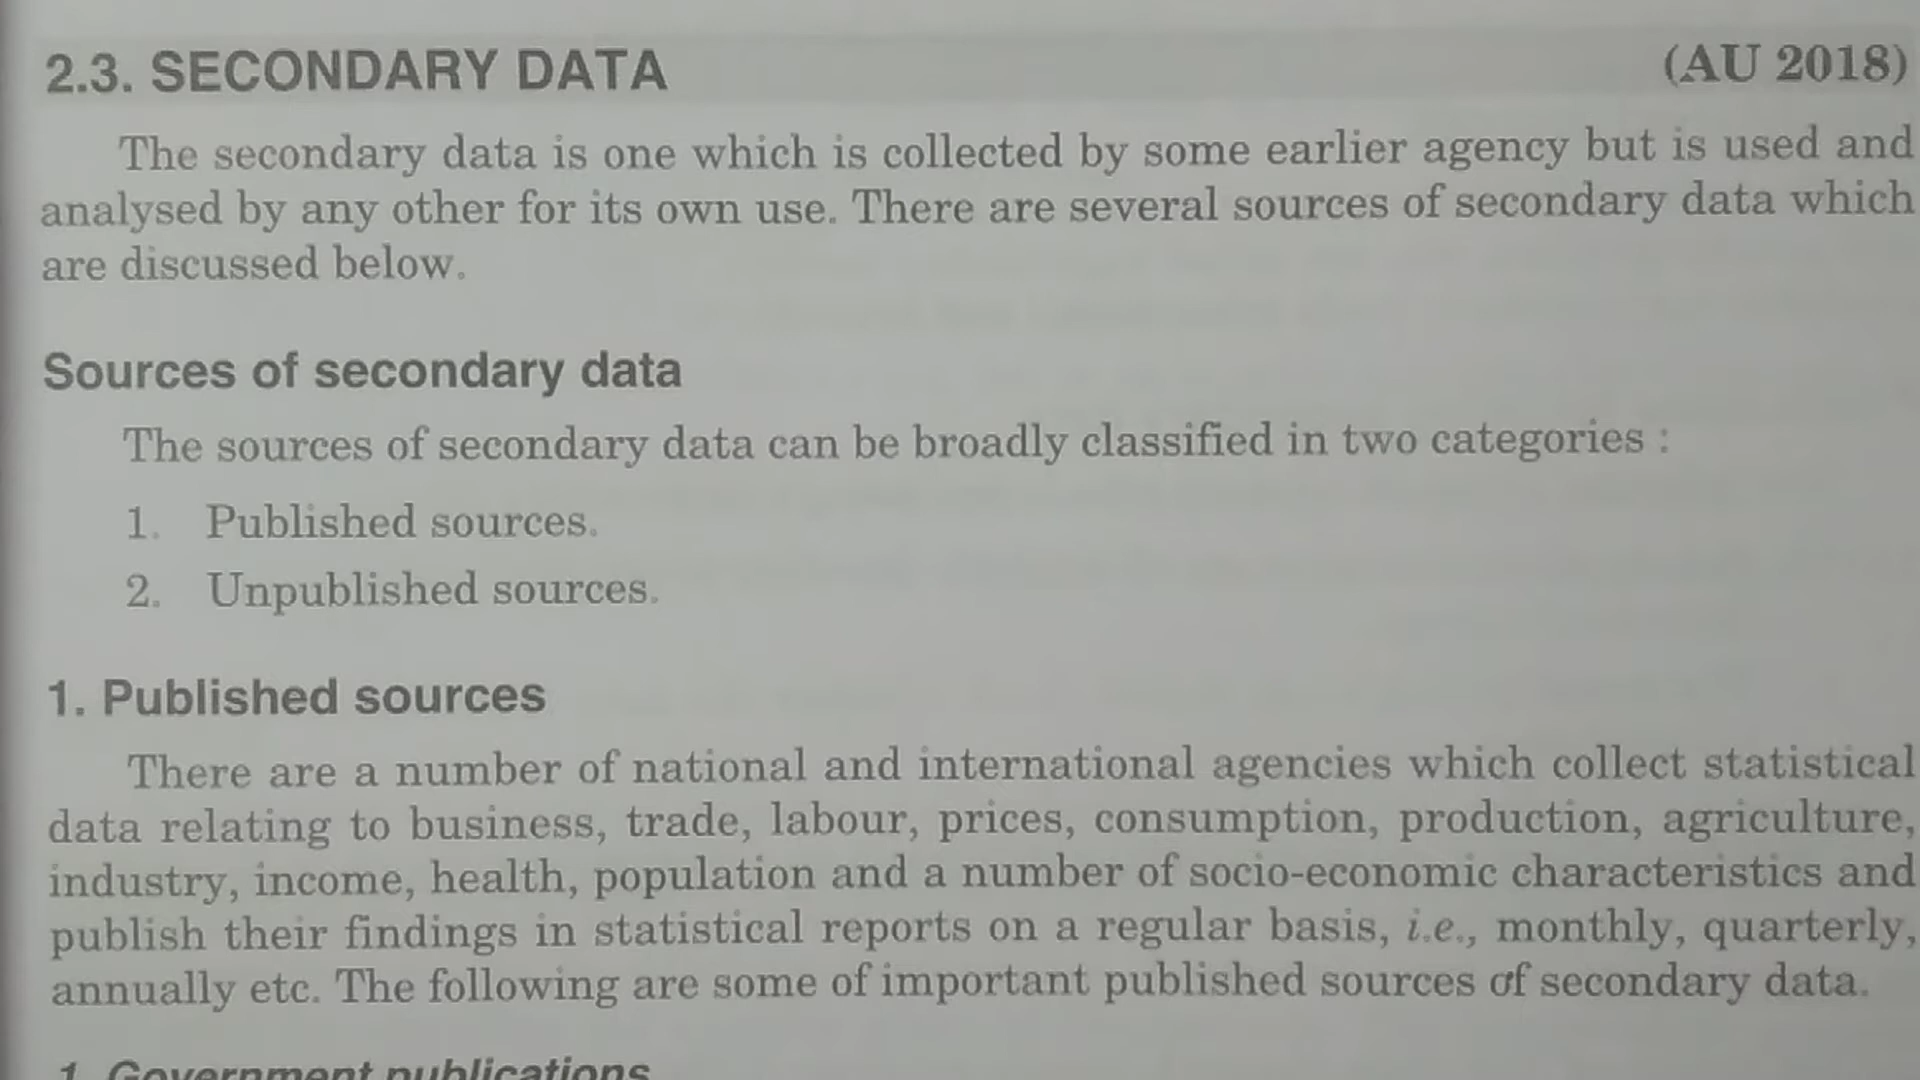 2.3. SECONDARY DATA (AU 2018)
The secondary data is one which is collected by some earlier agency but is used and
analysed by any other for its own use. There are several sources of secondary data which
are discussed below.
Sources of secondary data
The sources of secondary data can be broadly classified in two categories :
1. Published sources.
2. Unpublished sources.
1. Published sources
There are a number of national and international agencies which collect statistical
data relating to business, trade, labour, prices, consumption, production, agriculture,
industry, income, health, population and a number of socio-economic characteristics and
publish their findings in statistical reports on a regular basis, i.e., monthly, quarterly,
annually etc. The following are some of important published sources of secondary data.
1. Government publications